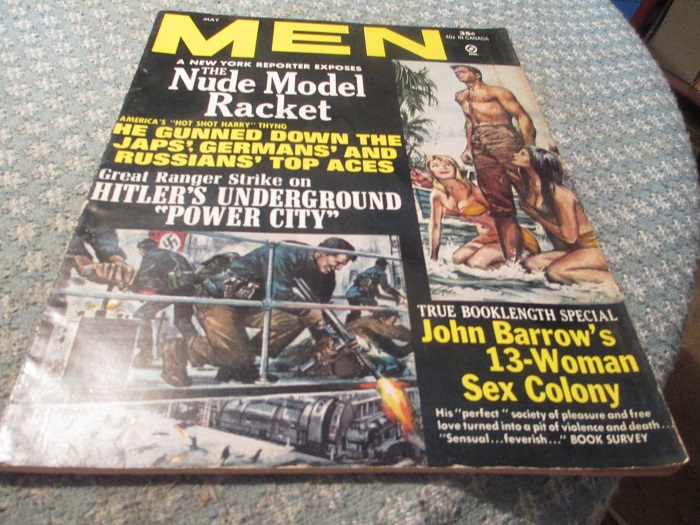 MAY
MEN
35¢
40¢ IN CANADA
A NEW YORK REPORTER EXPOSES
THE
Nude Model
Racket
AMERICA'S "HOT SHOT HARRY" THYNG
HE GUNNED DOWN THE
JAPS', GERMANS' AND
RUSSIANS' TOP ACES
Great Ranger Strike on
HITLER'S UNDERGROUND
"POWER CITY"
TRUE BOOKLENGTH SPECIAL
John Barrow's
13-Woman
Sex Colony
His "perfect" society of pleasure and free
love turned into a pit of violence and death...
"Sensual...feverish..." BOOK SURVEY